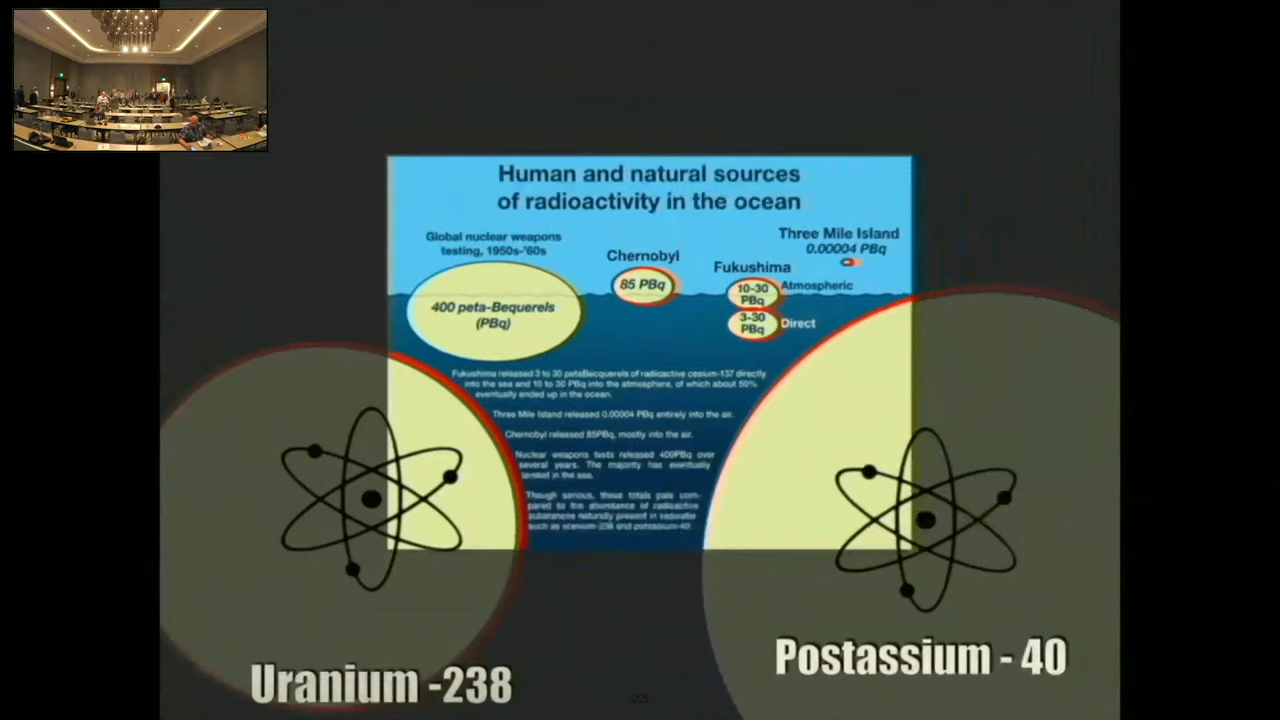 Human and natural sources
of radioactivity in the ocean
Global nuclear weapons
testing, 1950s-'60s
400 peta-Bequerels
(PBq)
Chernobyl
85 PBq
Fukushima
10-30
PBq
Atmospheric
3-30
PBq
Direct
Three Mile Island
0.00004 PBq
Fukushima released 3 to 30 petaBecquerels of radioactive cesium-137 directly
into the sea and 10 to 30 PBq into the atmosphere, of which about 50%
eventually ended up in the ocean.
Three Mile Island released 0.00004 PBq entirely into the air.
Chernobyl released 85PBq, mostly into the air.
Nuclear weapons tests released 400PBq over
several years. The majority has eventually
landed in the sea.
Though serious, these totals pale com-
pared to the abundance of radioactive
substances naturally present in seawater
such as uranium-238 and potassium-40.
Uranium -238
Postassium - 40
23